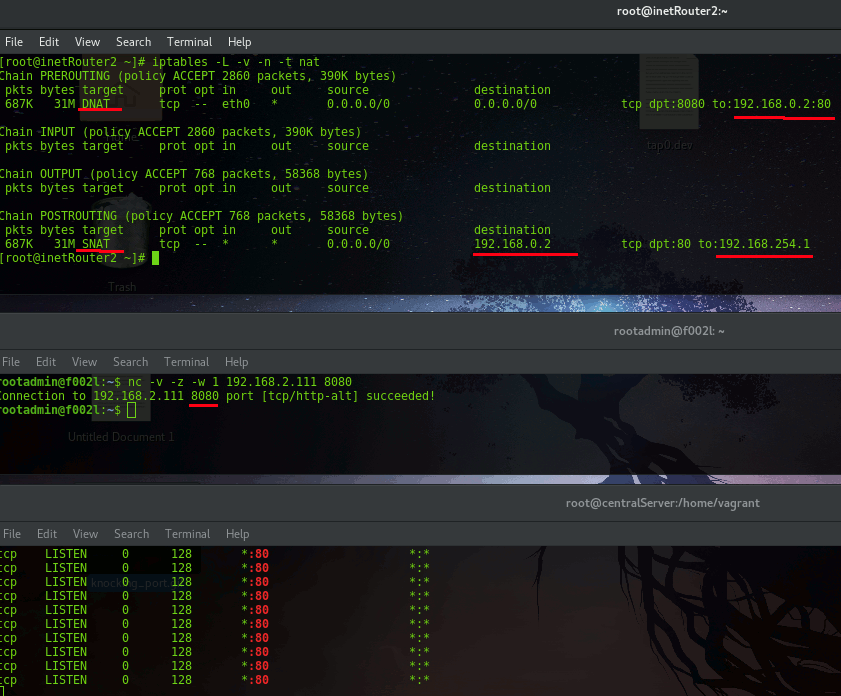 root@inetRouter2:~
File Edit View Search Terminal Help
[root@inetRouter2 ~]# iptables -L -v -n -t nat
Chain PREROUTING (policy ACCEPT 2860 packets, 390K bytes)
pkts bytes target prot opt in out source destination
687K 31M DNAT tcp -- eth0 * 0.0.0.0/0 0.0.0.0/0 tcp dpt:8080 to:192.168.0.2:80
Chain INPUT (policy ACCEPT 2860 packets, 390K bytes)
pkts bytes target prot opt in out source destination
tap0.dev
Chain OUTPUT (policy ACCEPT 768 packets, 58368 bytes)
pkts bytes target prot opt in out source destination
Chain POSTROUTING (policy ACCEPT 768 packets, 58368 bytes)
pkts bytes target prot opt in out source destination
687K 31M SNAT tcp -- * * 0.0.0.0/0 192.168.0.2 tcp dpt:80 to:192.168.254.1
[root@inetRouter2 ~]#
Trash
rootadmin@f002l: ~
File Edit View Search Terminal Help
rootadmin@f002l:~$ nc -v -z -w 1 192.168.2.111 8080
Connection to 192.168.2.111 8080 port [tcp/http-alt] succeeded!
rootadmin@f002l:~$
Untitled Document 1
root@centralServer:/home/vagrant
File Edit View Search Terminal Help
tcp LISTEN 0 128 *:80 *:*
tcp LISTEN 0 128 *:80 *:*
tcp LISTEN 0 128 *:80 *:*
tcp LISTEN 0 128 *:80 *:*
tcp LISTEN 0 128 *:80 *:*
tcp LISTEN 0 128 *:80 *:*
tcp LISTEN 0 128 *:80 *:*
tcp LISTEN 0 128 *:80 *:*
tcp LISTEN 0 128 *:80 *:*
tcp LISTEN 0 128 *:80 *:*